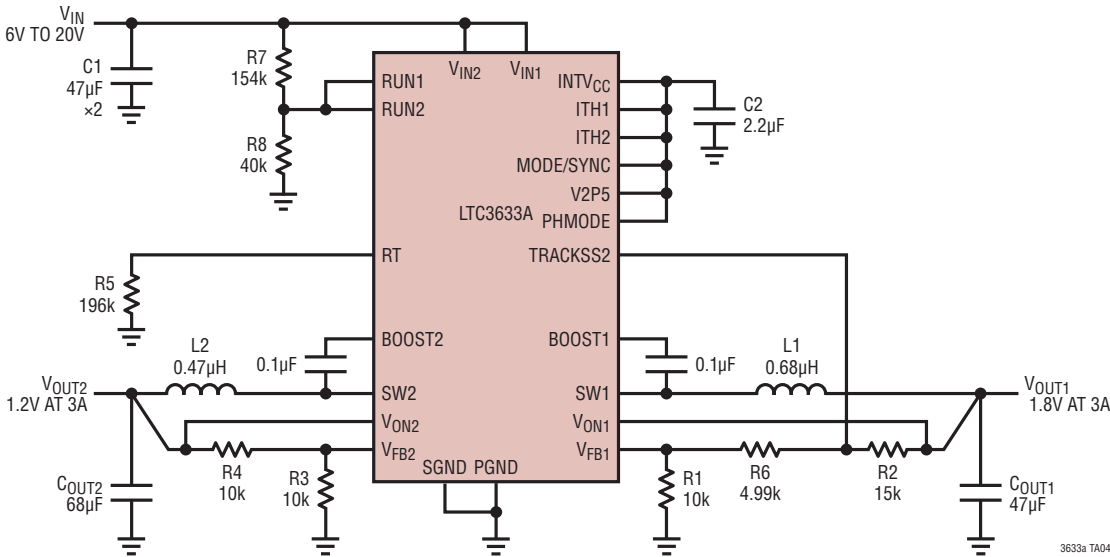 VIN
6V TO 20V
C1
47µF
×2
R7
154k
R8
40k
VIN2
VIN1
RUN1
RUN2
INTVCC
ITH1
ITH2
MODE/SYNC
V2P5
LTC3633A
PHMODE
C2
2.2µF
RT
TRACKSS2
R5
196k
BOOST2
BOOST1
L2
0.47µH
0.1µF
0.1µF
L1
0.68µH
SW2
SW1
VOUT2
1.2V AT 3A
VOUT1
1.8V AT 3A
VON2
VON1
VFB2
VFB1
SGND
PGND
R4
10k
R3
10k
R1
10k
R6
4.99k
R2
15k
COUT2
68µF
COUT1
47µF
3633a TA04